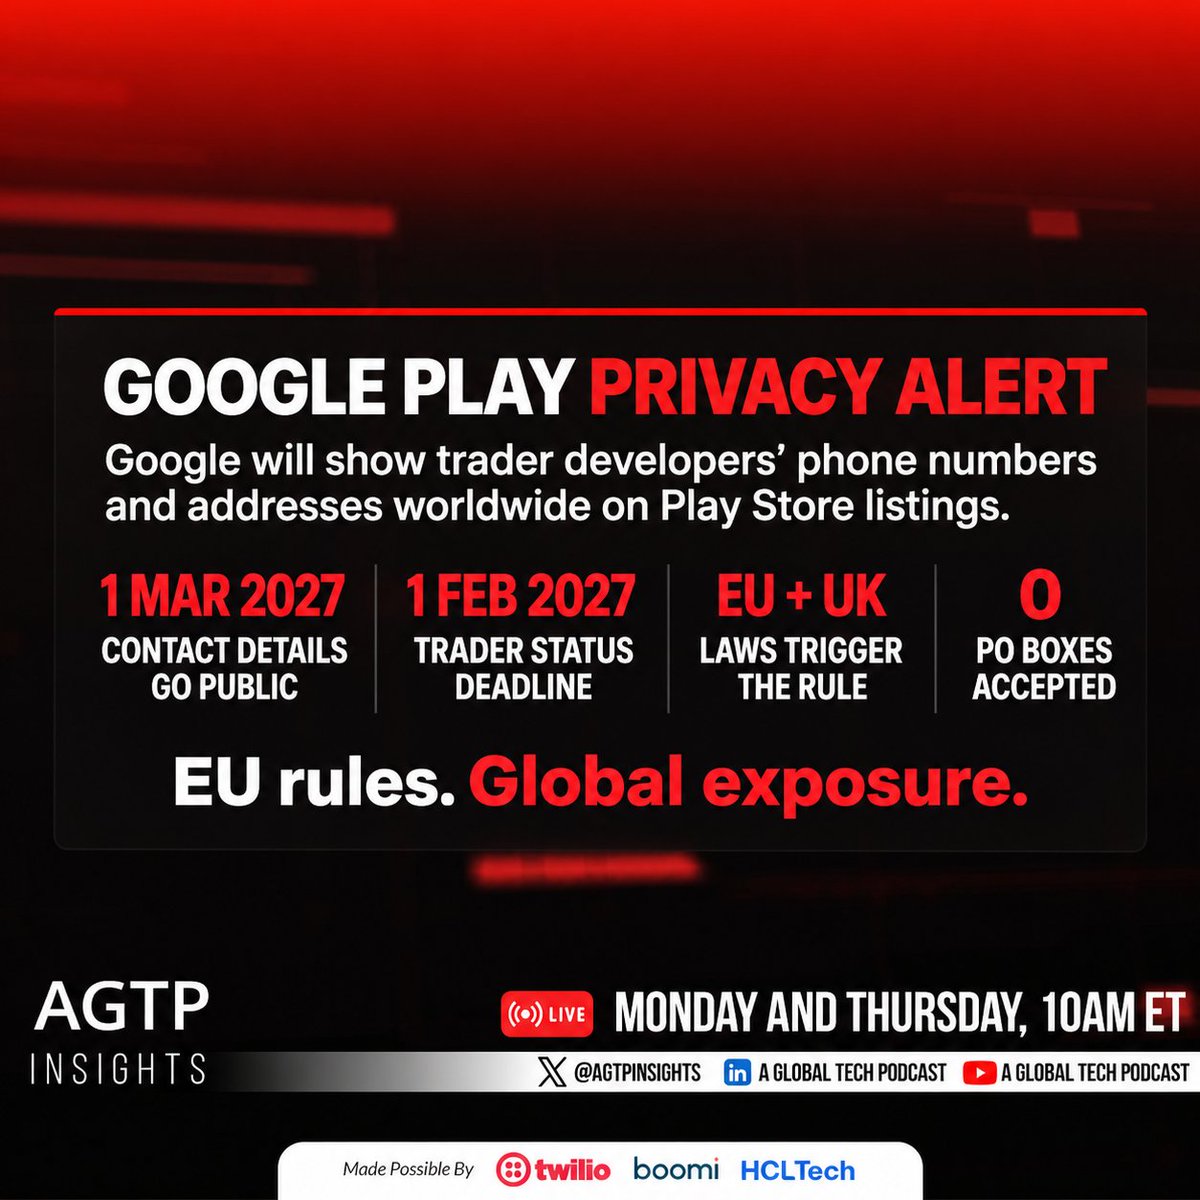 GOOGLE PLAY PRIVACY ALERT
Google will show trader developers’ phone numbers
and addresses worldwide on Play Store listings.
1 MAR 2027
CONTACT DETAILS
GO PUBLIC
1 FEB 2027
TRADER STATUS
DEADLINE
EU + UK
LAWS TRIGGER
THE RULE
0
PO BOXES
ACCEPTED
EU rules. Global exposure.
AGTP
INSIGHTS
LIVE MONDAY AND THURSDAY, 10AM ET
@AGTPINSIGHTS in A GLOBAL TECH PODCAST A GLOBAL TECH PODCAST
Made Possible By twilio boomi HCLTech